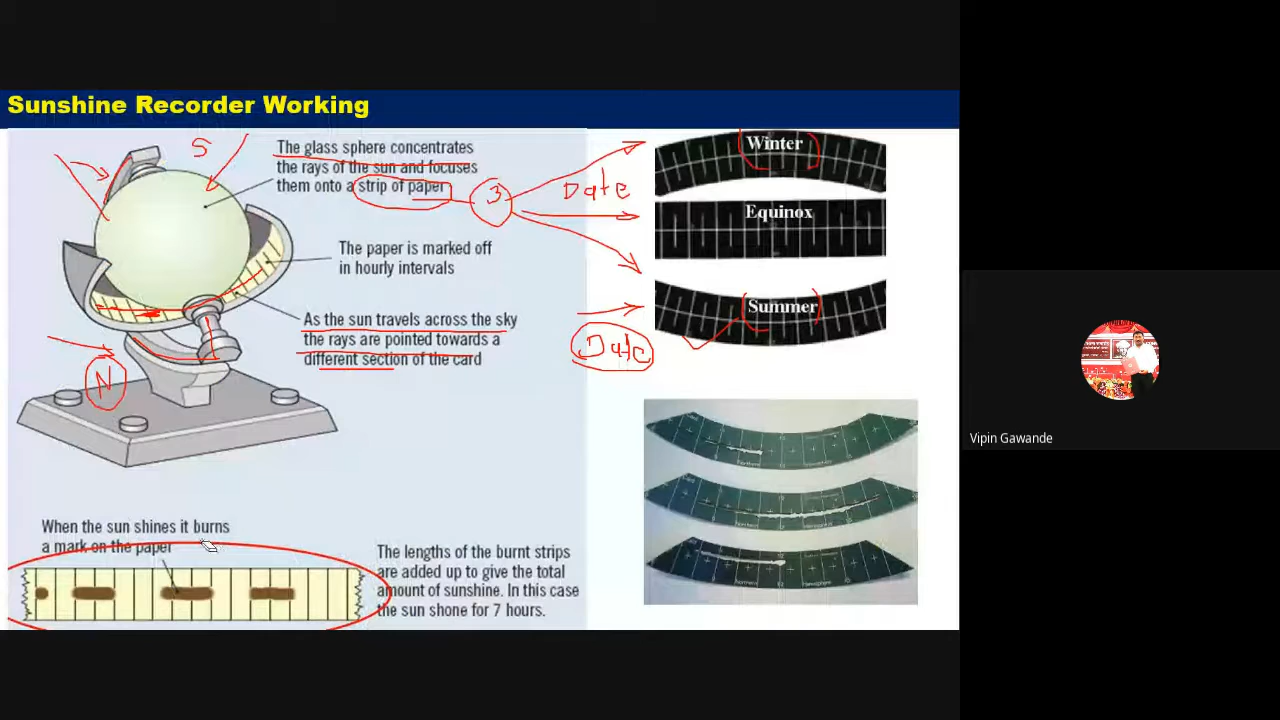 Sunshine Recorder Working
S
The glass sphere concentrates
the rays of the sun and focuses
them onto a strip of paper
3
Date
The paper is marked off
in hourly intervals
As the sun travels across the sky
the rays are pointed towards a
different section of the card
N
Date
Winter
Equinox
Summer
When the sun shines it burns
a mark on the paper
The lengths of the burnt strips
are added up to give the total
amount of sunshine. In this case
the sun shone for 7 hours.
Vipin Gawande